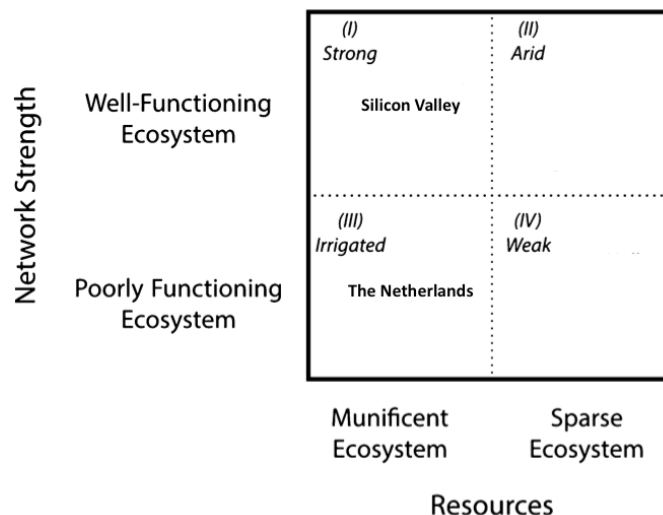 (I)
Strong
(II)
Arid
Well-Functioning
Ecosystem
Silicon Valley
Network Strength
(III)
Irrigated
(IV)
Weak
Poorly Functioning
Ecosystem
The Netherlands
Munificent
Ecosystem
Sparse
Ecosystem
Resources